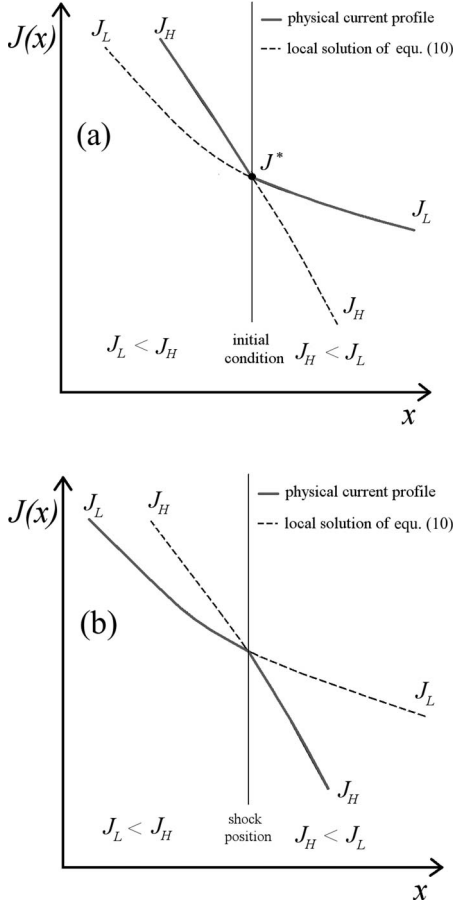 J(x)
J_L
J_H
physical current profile
local solution of equ. (10)
(a)
J*
J_L
J_H
J_L < J_H
initial
condition
J_H < J_L
x
J(x)
J_L
J_H
physical current profile
local solution of equ. (10)
(b)
J_L
J_H
J_L < J_H
shock
position
J_H < J_L
x